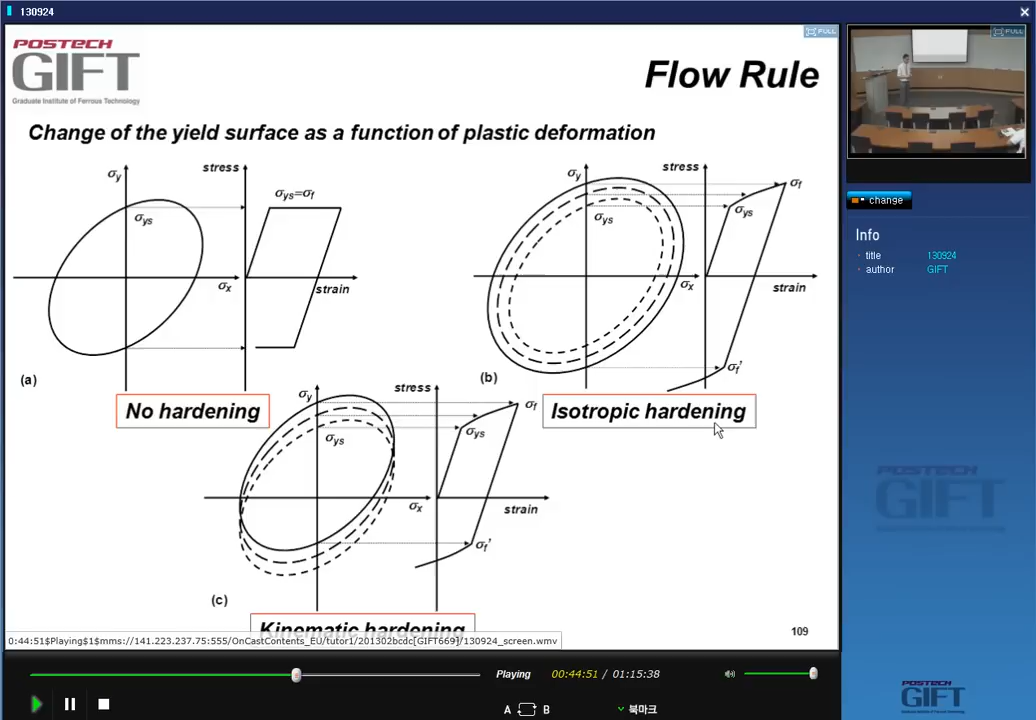 130924
FULL
POSTECH
GIFT
Graduate Institute of Ferrous Technology
Flow Rule
Change of the yield surface as a function of plastic deformation
σy
stress
σys=σf
σys
σx
strain
(a)
No hardening
σy
stress
σf
σys
σys
σx
strain
σf'
(b)
Isotropic hardening
σy
stress
σf
σys
σys
σx
strain
σf'
(c)
Kinematic hardening
109
0:44:51$Playing$1$mms://141.223.237.75:555/OnCastContents_EU/tutor1/201302bcdc[GIFT669]/130924_screen.wmv
Playing
00:44:51 / 01:15:38
A B
북마크
FULL
change
Info
title 130924
author GIFT
POSTECH
GIFT
POSTECH
GIFT